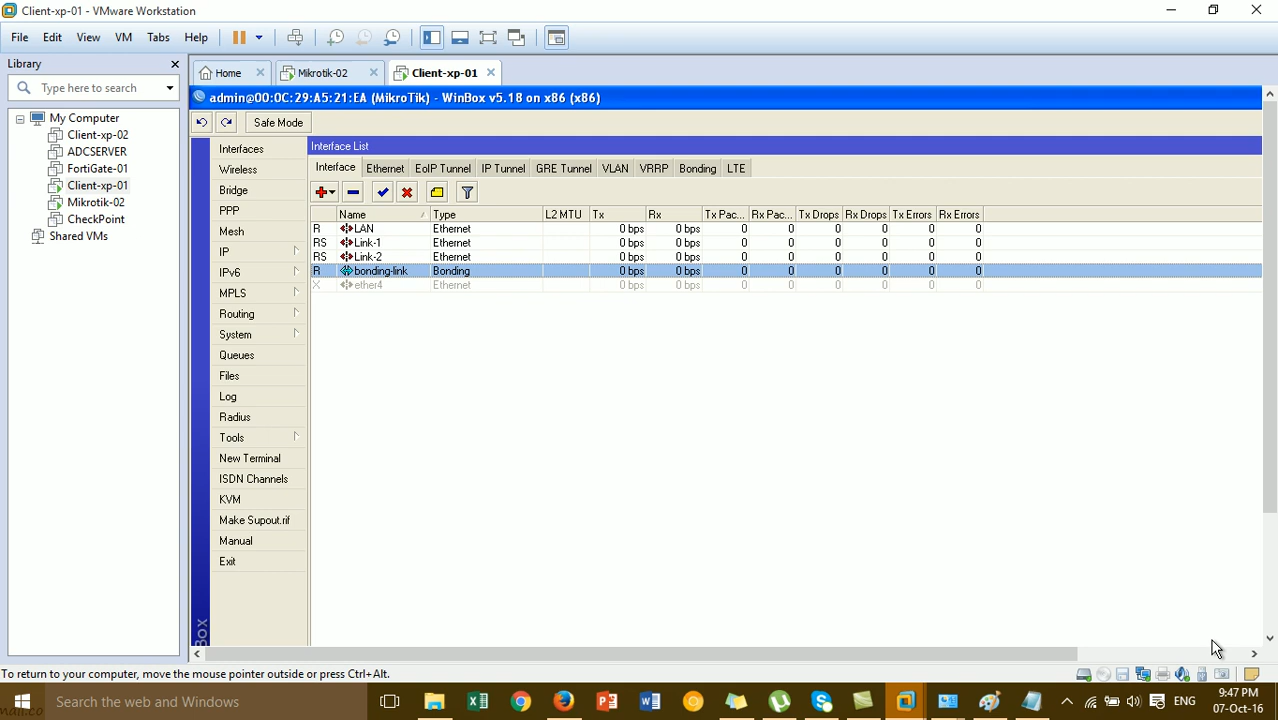 Client-xp-01 - VMware Workstation
File Edit View VM Tabs Help
Library
Type here to search
My Computer
Client-xp-02
ADCSERVER
FortiGate-01
Client-xp-01
Mikrotik-02
CheckPoint
Shared VMs
Home Mikrotik-02 Client-xp-01
admin@00:0C:29:A5:21:EA (MikroTik) - WinBox v5.18 on x86 (x86)
Safe Mode
Interfaces
Wireless
Bridge
PPP
Mesh
IP
IPv6
MPLS
Routing
System
Queues
Files
Log
Radius
Tools
New Terminal
ISDN Channels
KVM
Make Supout.rif
Manual
Exit
Interface List
Interface Ethernet EoIP Tunnel IP Tunnel GRE Tunnel VLAN VRRP Bonding LTE
Name Type L2 MTU Tx Rx Tx Pac... Rx Pac... Tx Drops Rx Drops Tx Errors Rx Errors
R LAN Ethernet 0 bps 0 bps 0 0 0 0 0 0
RS Link-1 Ethernet 0 bps 0 bps 0 0 0 0 0 0
RS Link-2 Ethernet 0 bps 0 bps 0 0 0 0 0 0
R bonding-link Bonding 0 bps 0 bps 0 0 0 0 0 0
X ether4 Ethernet 0 bps 0 bps 0 0 0 0 0 0
To return to your computer, move the mouse pointer outside or press Ctrl+Alt.
Search the web and Windows
ENG
9:47 PM
07-Oct-16